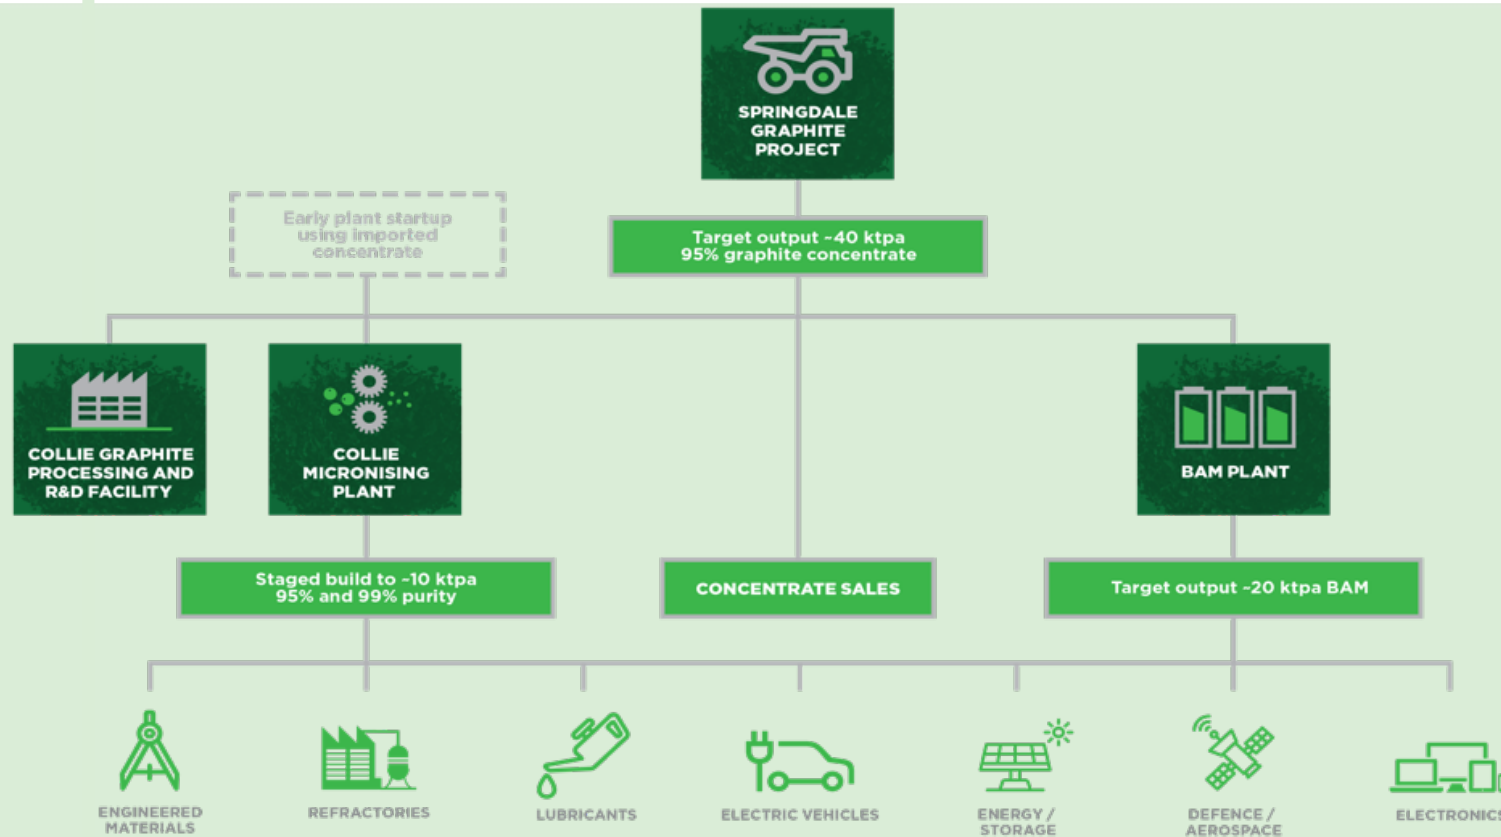 SPRINGDALE
GRAPHITE
PROJECT
Early plant startup
using imported
concentrate
Target output ~40 ktpa
95% graphite concentrate
COLLIE GRAPHITE
PROCESSING AND
R&D FACILITY
COLLIE
MICRONISING
PLANT
BAM PLANT
Staged build to ~10 ktpa
95% and 99% purity
CONCENTRATE SALES
Target output ~20 ktpa BAM
ENGINEERED
MATERIALS
REFRACTORIES
LUBRICANTS
ELECTRIC VEHICLES
ENERGY /
STORAGE
DEFENCE /
AEROSPACE
ELECTRONICS